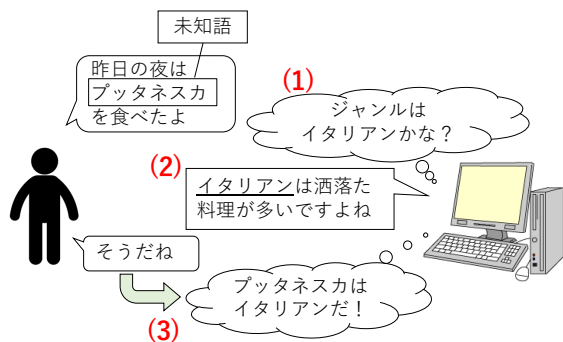 未知語
昨日の夜は
プッタネスカ
を食べたよ
(1)
ジャンルは
イタリアンかな？
(2)
イタリアンは洒落た
料理が多いですよね
そうだね
(3)
プッタネスカは
イタリアンだ！